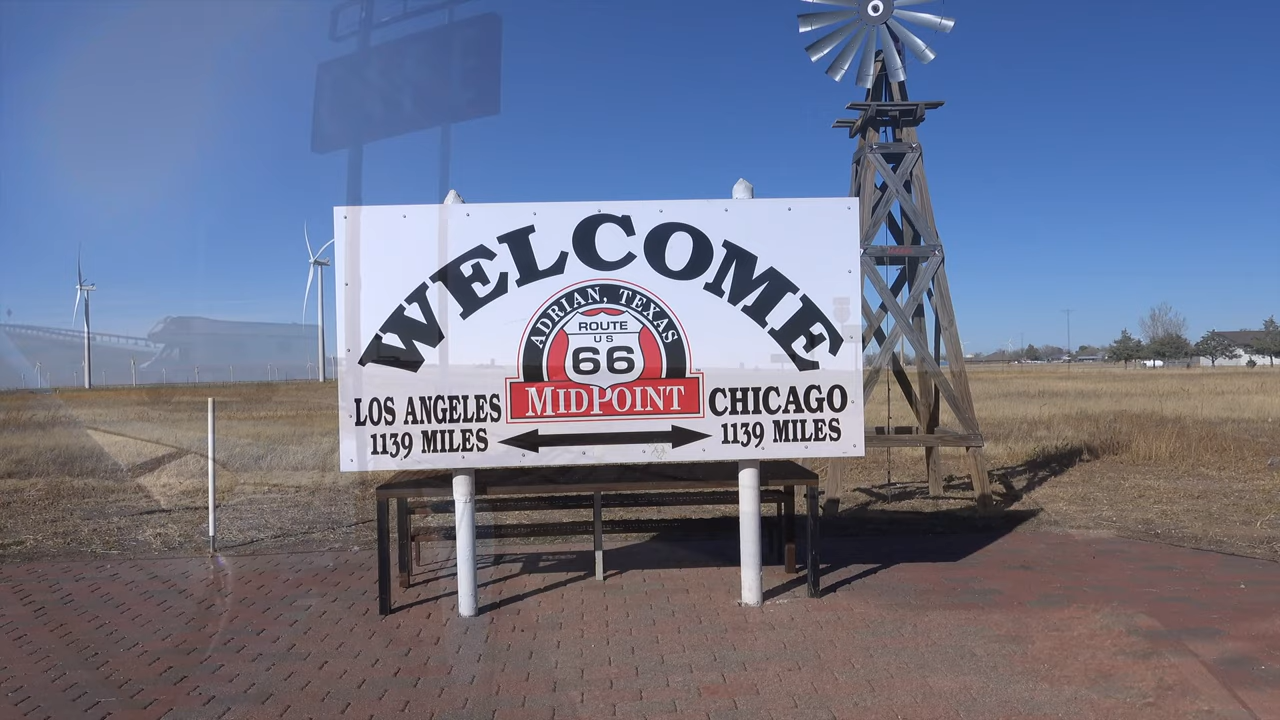 WELCOME
ADRIAN, TEXAS
ROUTE
US
66
MIDPOINT
LOS ANGELES
1139 MILES
CHICAGO
1139 MILES